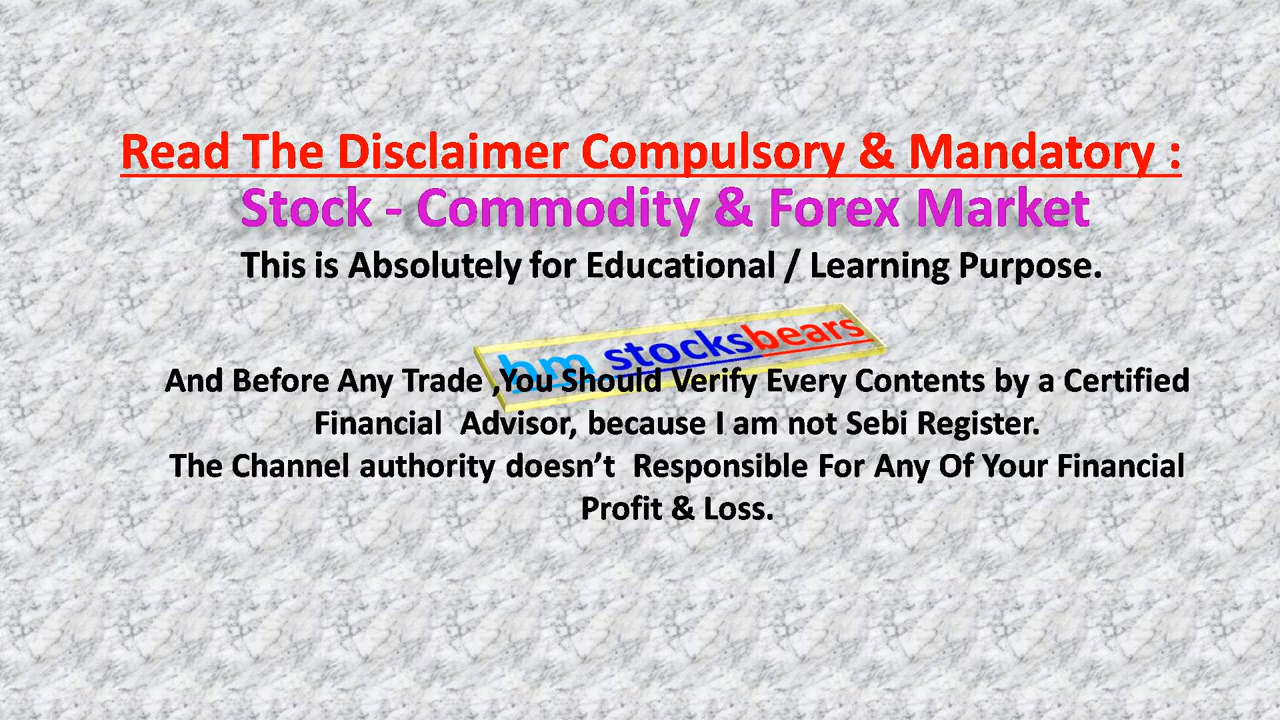 Read The Disclaimer Compulsory & Mandatory :
Stock - Commodity & Forex Market
This is Absolutely for Educational / Learning Purpose.
bm stocksbears
And Before Any Trade ,You Should Verify Every Contents by a Certified
Financial Advisor, because I am not Sebi Register.
The Channel authority doesn’t Responsible For Any Of Your Financial
Profit & Loss.